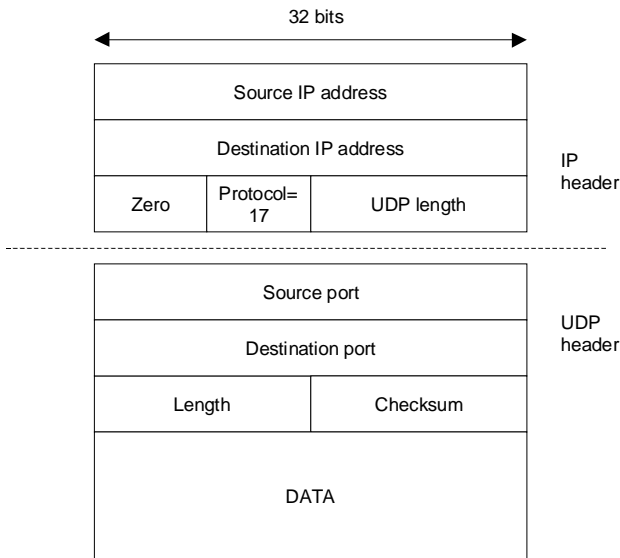 32 bits
Source IP address
Destination IP address
Zero
Protocol=
17
UDP length
IP
header
Source port
Destination port
Length
Checksum
DATA
UDP
header